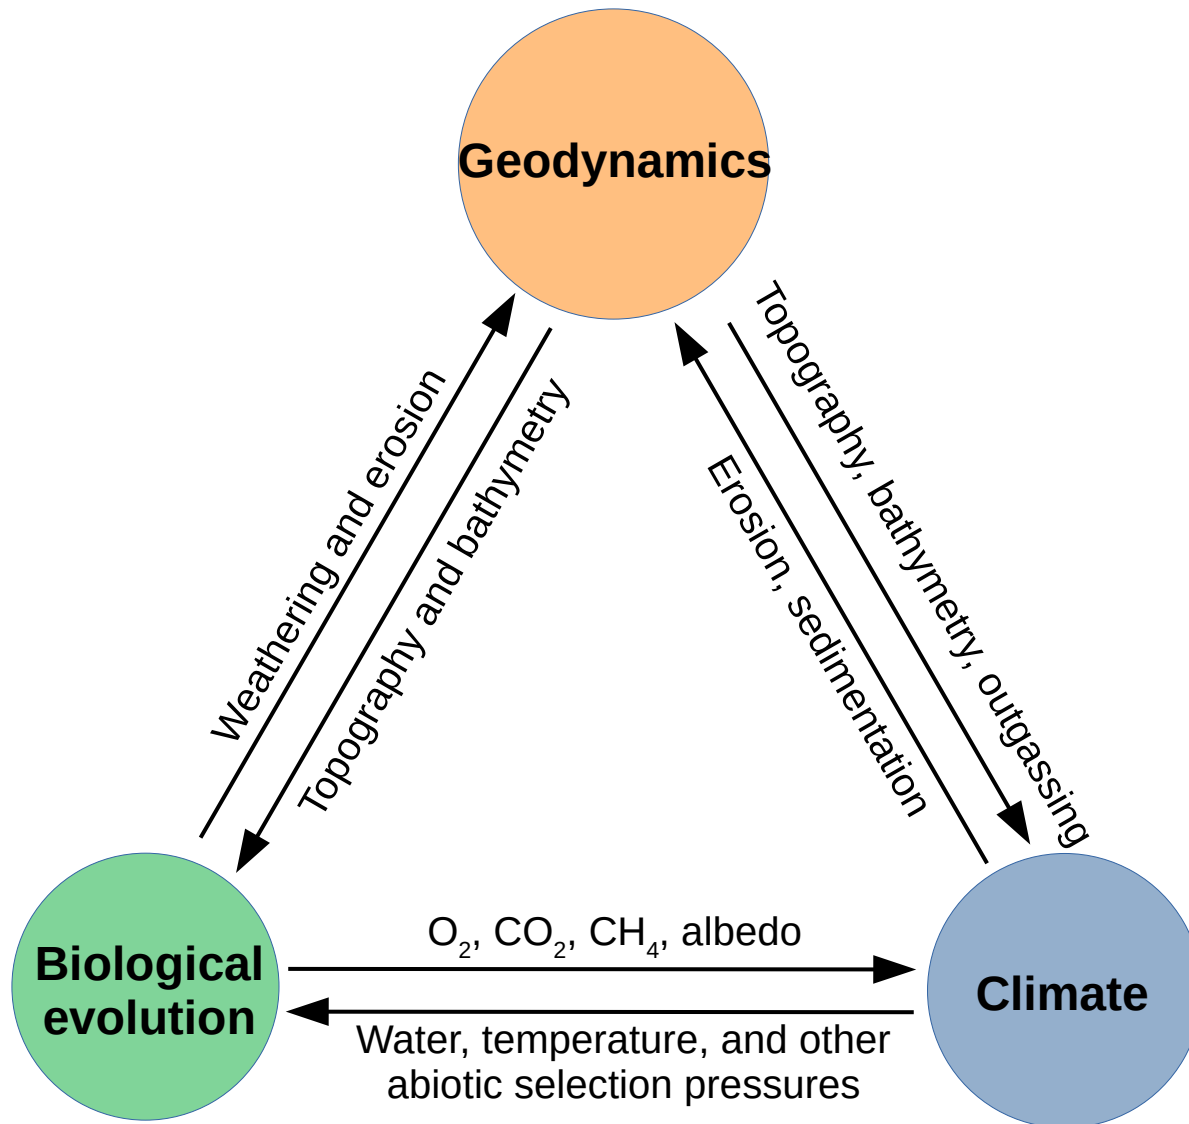 Geodynamics
Weathering and erosion
Topography and bathymetry
Erosion, sedimentation
Topography, bathymetry, outgassing
Biological
evolution
O₂, CO₂, CH₄, albedo
Water, temperature, and other
abiotic selection pressures
Climate